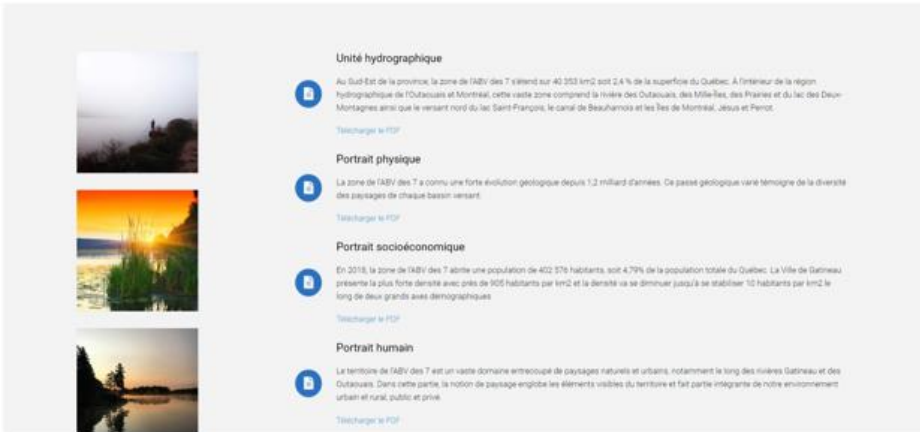 Unité hydrographique
Au Sud-Est de la province, la zone de l'ABV des 7 s'étend sur 40 353 km2 soit 2,4 % de la superficie du Québec. À l'intérieur de la région
hydrographique de l'Outaouais et Montréal, cette vaste zone comprend la rivière des Outaouais, des Mille-Îles, des Prairies et du lac des Deux-
Montagnes ainsi que le versant nord du lac Saint-François, le canal de Beauharnois et les Îles de Montréal, Jésus et Perrot.
Télécharger le PDF
Portrait physique
La zone de l'ABV des 7 a connu une forte évolution géologique depuis 1,2 milliard d'années. Ce passé géologique varié témoigne de la diversité
des paysages de chaque bassin versant.
Télécharger le PDF
Portrait socioéconomique
En 2018, la zone de l'ABV des 7 abrite une population de 402 576 habitants, soit 4,79% de la population totale du Québec. La Ville de Gatineau
présente la plus forte densité avec près de 905 habitants par km2 et la densité va se diminuer jusqu'à se stabiliser 10 habitants par km2 le
long de deux grands axes démographiques
Télécharger le PDF
Portrait humain
Le territoire de l'ABV des 7 est un vaste domaine entrecoupé de paysages naturels et urbains, notamment le long des rivières Gatineau et des
Outaouais. Dans cette partie, la notion de paysage englobe les éléments visibles du territoire et fait partie intégrante de notre environnement
urbain et rural, public et privé.
Télécharger le PDF